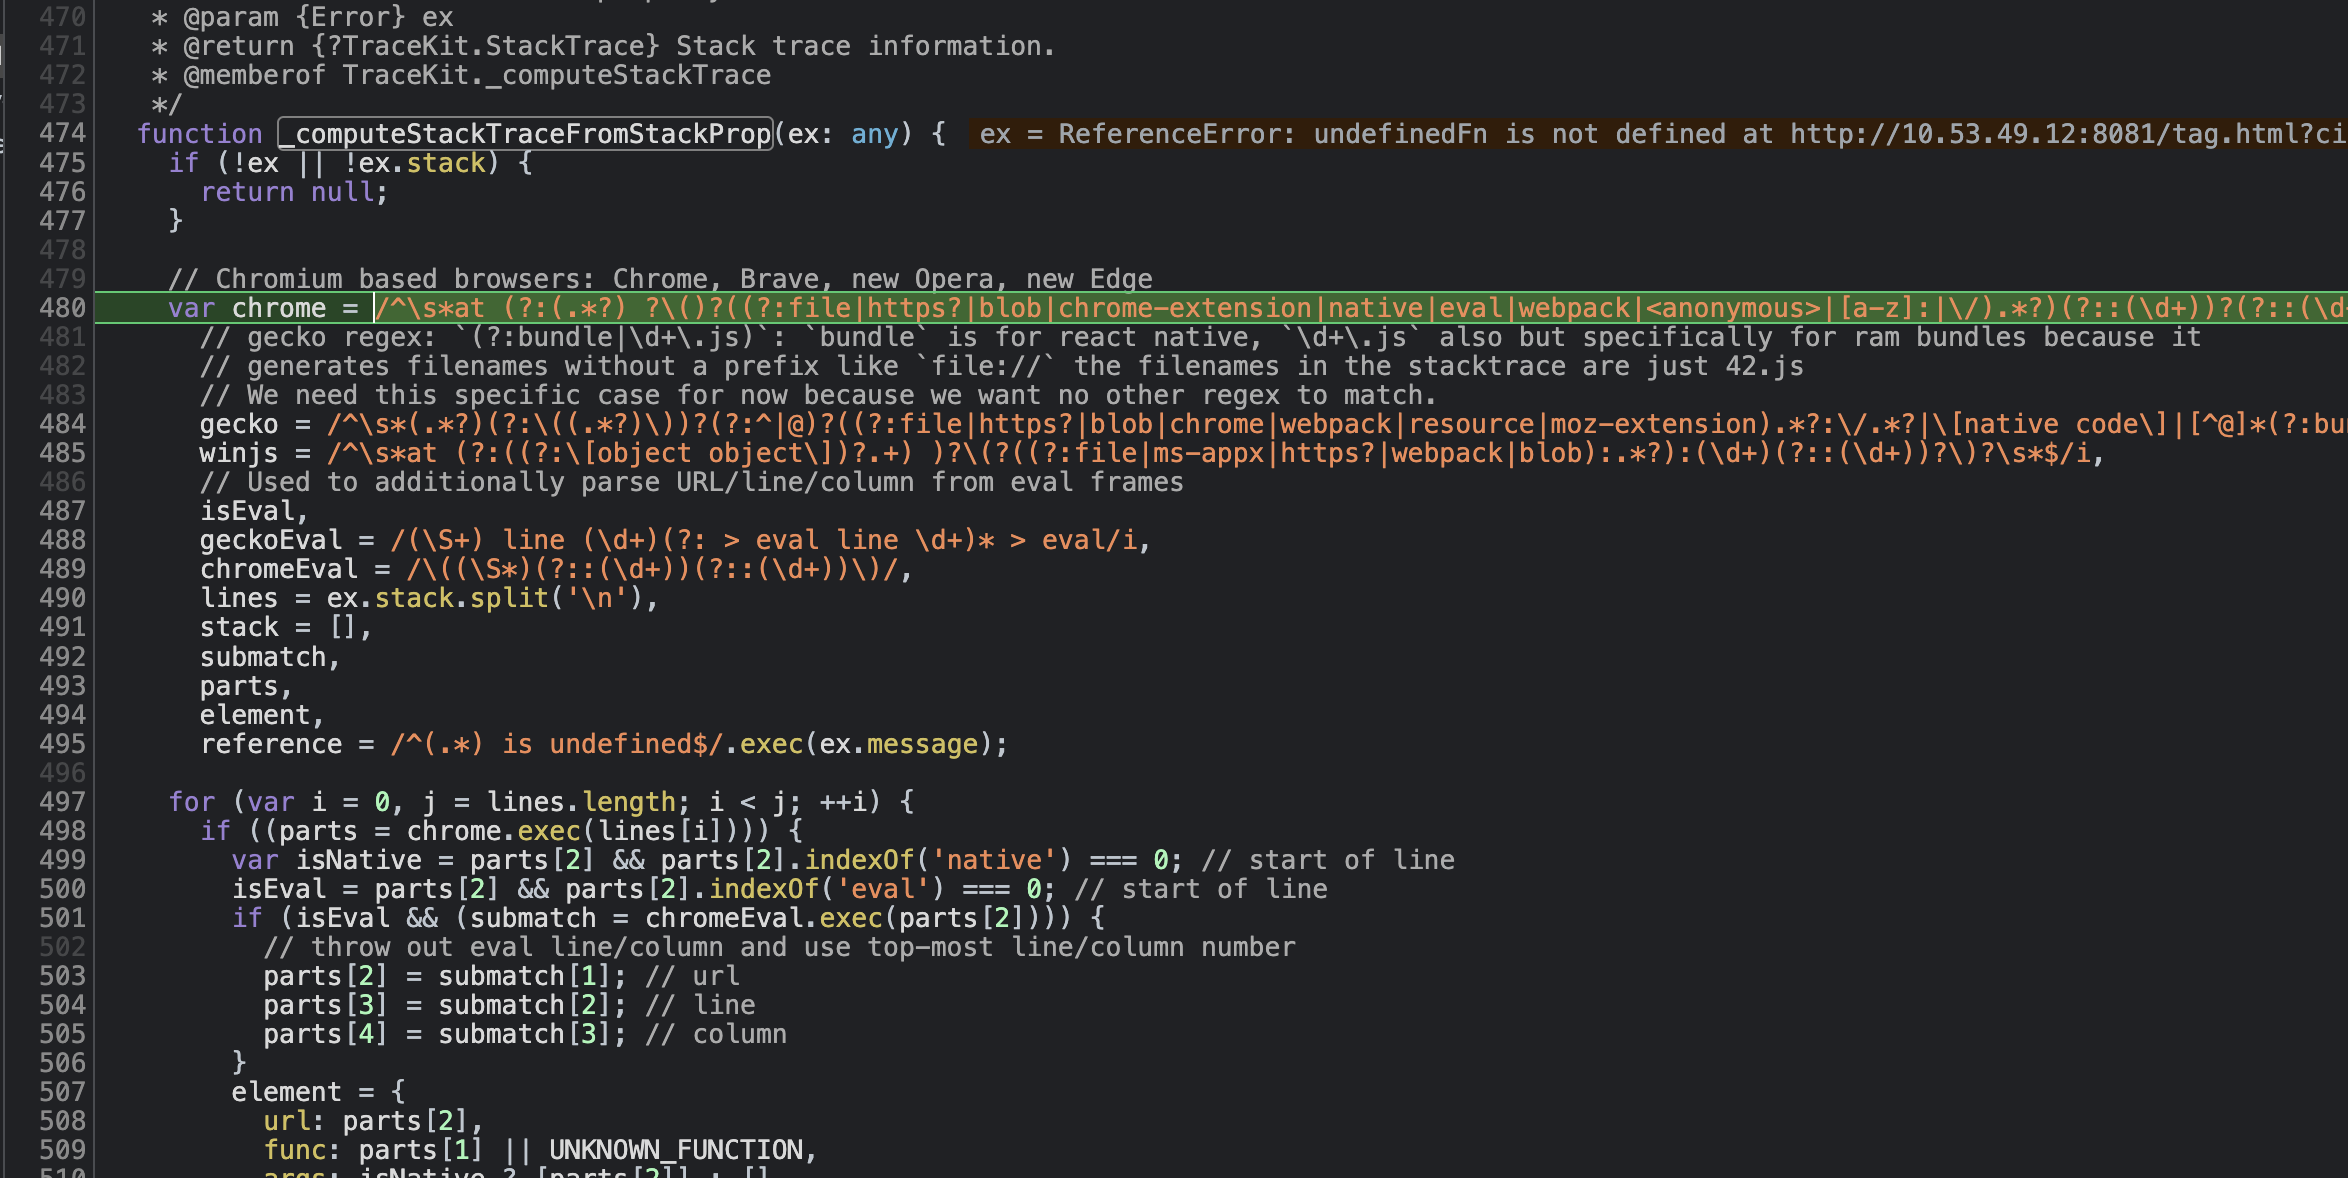 470 * @param {Error} ex
471 * @return {?TraceKit.StackTrace} Stack trace information.
472 * @memberof TraceKit._computeStackTrace
473 */
474 function _computeStackTraceFromStackProp(ex: any) { ex = ReferenceError: undefinedFn is not defined at http://10.53.49.12:8081/tag.html?ci
475 if (!ex || !ex.stack) {
476 return null;
477 }
478
479 // Chromium based browsers: Chrome, Brave, new Opera, new Edge
480 var chrome = /^\s*at (?:(.*?) ?\()?((?:file|https?|blob|chrome-extension|native|eval|webpack|<anonymous>|[a-z]:|\/).*?)(?::(\d+))?(?::(\d
481 // gecko regex: `(?:bundle|\d+\.js)`: `bundle` is for react native, `\d+\.js` also but specifically for ram bundles because it
482 // generates filenames without a prefix like `file://` the filenames in the stacktrace are just 42.js
483 // We need this specific case for now because we want no other regex to match.
484 gecko = /^\s*(.*?)(?:\((.*?)\))?(?:^|@)?((?:file|https?|blob|chrome|webpack|resource|moz-extension).*?:\/.*?|\[native code\]|[^@]*(?:bu
485 winjs = /^\s*at (?:((?:\[object object\])?.+) )?\(?((?:file|ms-appx|https?|webpack|blob):.*?):(\d+)(?::(\d+))?\)?\s*$/i,
486 // Used to additionally parse URL/line/column from eval frames
487 isEval,
488 geckoEval = /(\S+) line (\d+)(?: > eval line \d+)* > eval/i,
489 chromeEval = /\((\S*)(?::(\d+))(?::(\d+))\)/,
490 lines = ex.stack.split('\n'),
491 stack = [],
492 submatch,
493 parts,
494 element,
495 reference = /^(.*) is undefined$/.exec(ex.message);
496
497 for (var i = 0, j = lines.length; i < j; ++i) {
498 if ((parts = chrome.exec(lines[i]))) {
499 var isNative = parts[2] && parts[2].indexOf('native') === 0; // start of line
500 isEval = parts[2] && parts[2].indexOf('eval') === 0; // start of line
501 if (isEval && (submatch = chromeEval.exec(parts[2]))) {
502 // throw out eval line/column and use top-most line/column number
503 parts[2] = submatch[1]; // url
504 parts[3] = submatch[2]; // line
505 parts[4] = submatch[3]; // column
506 }
507 element = {
508 url: parts[2],
509 func: parts[1] || UNKNOWN_FUNCTION,
510 args: isNative ? [parts[2]] : []